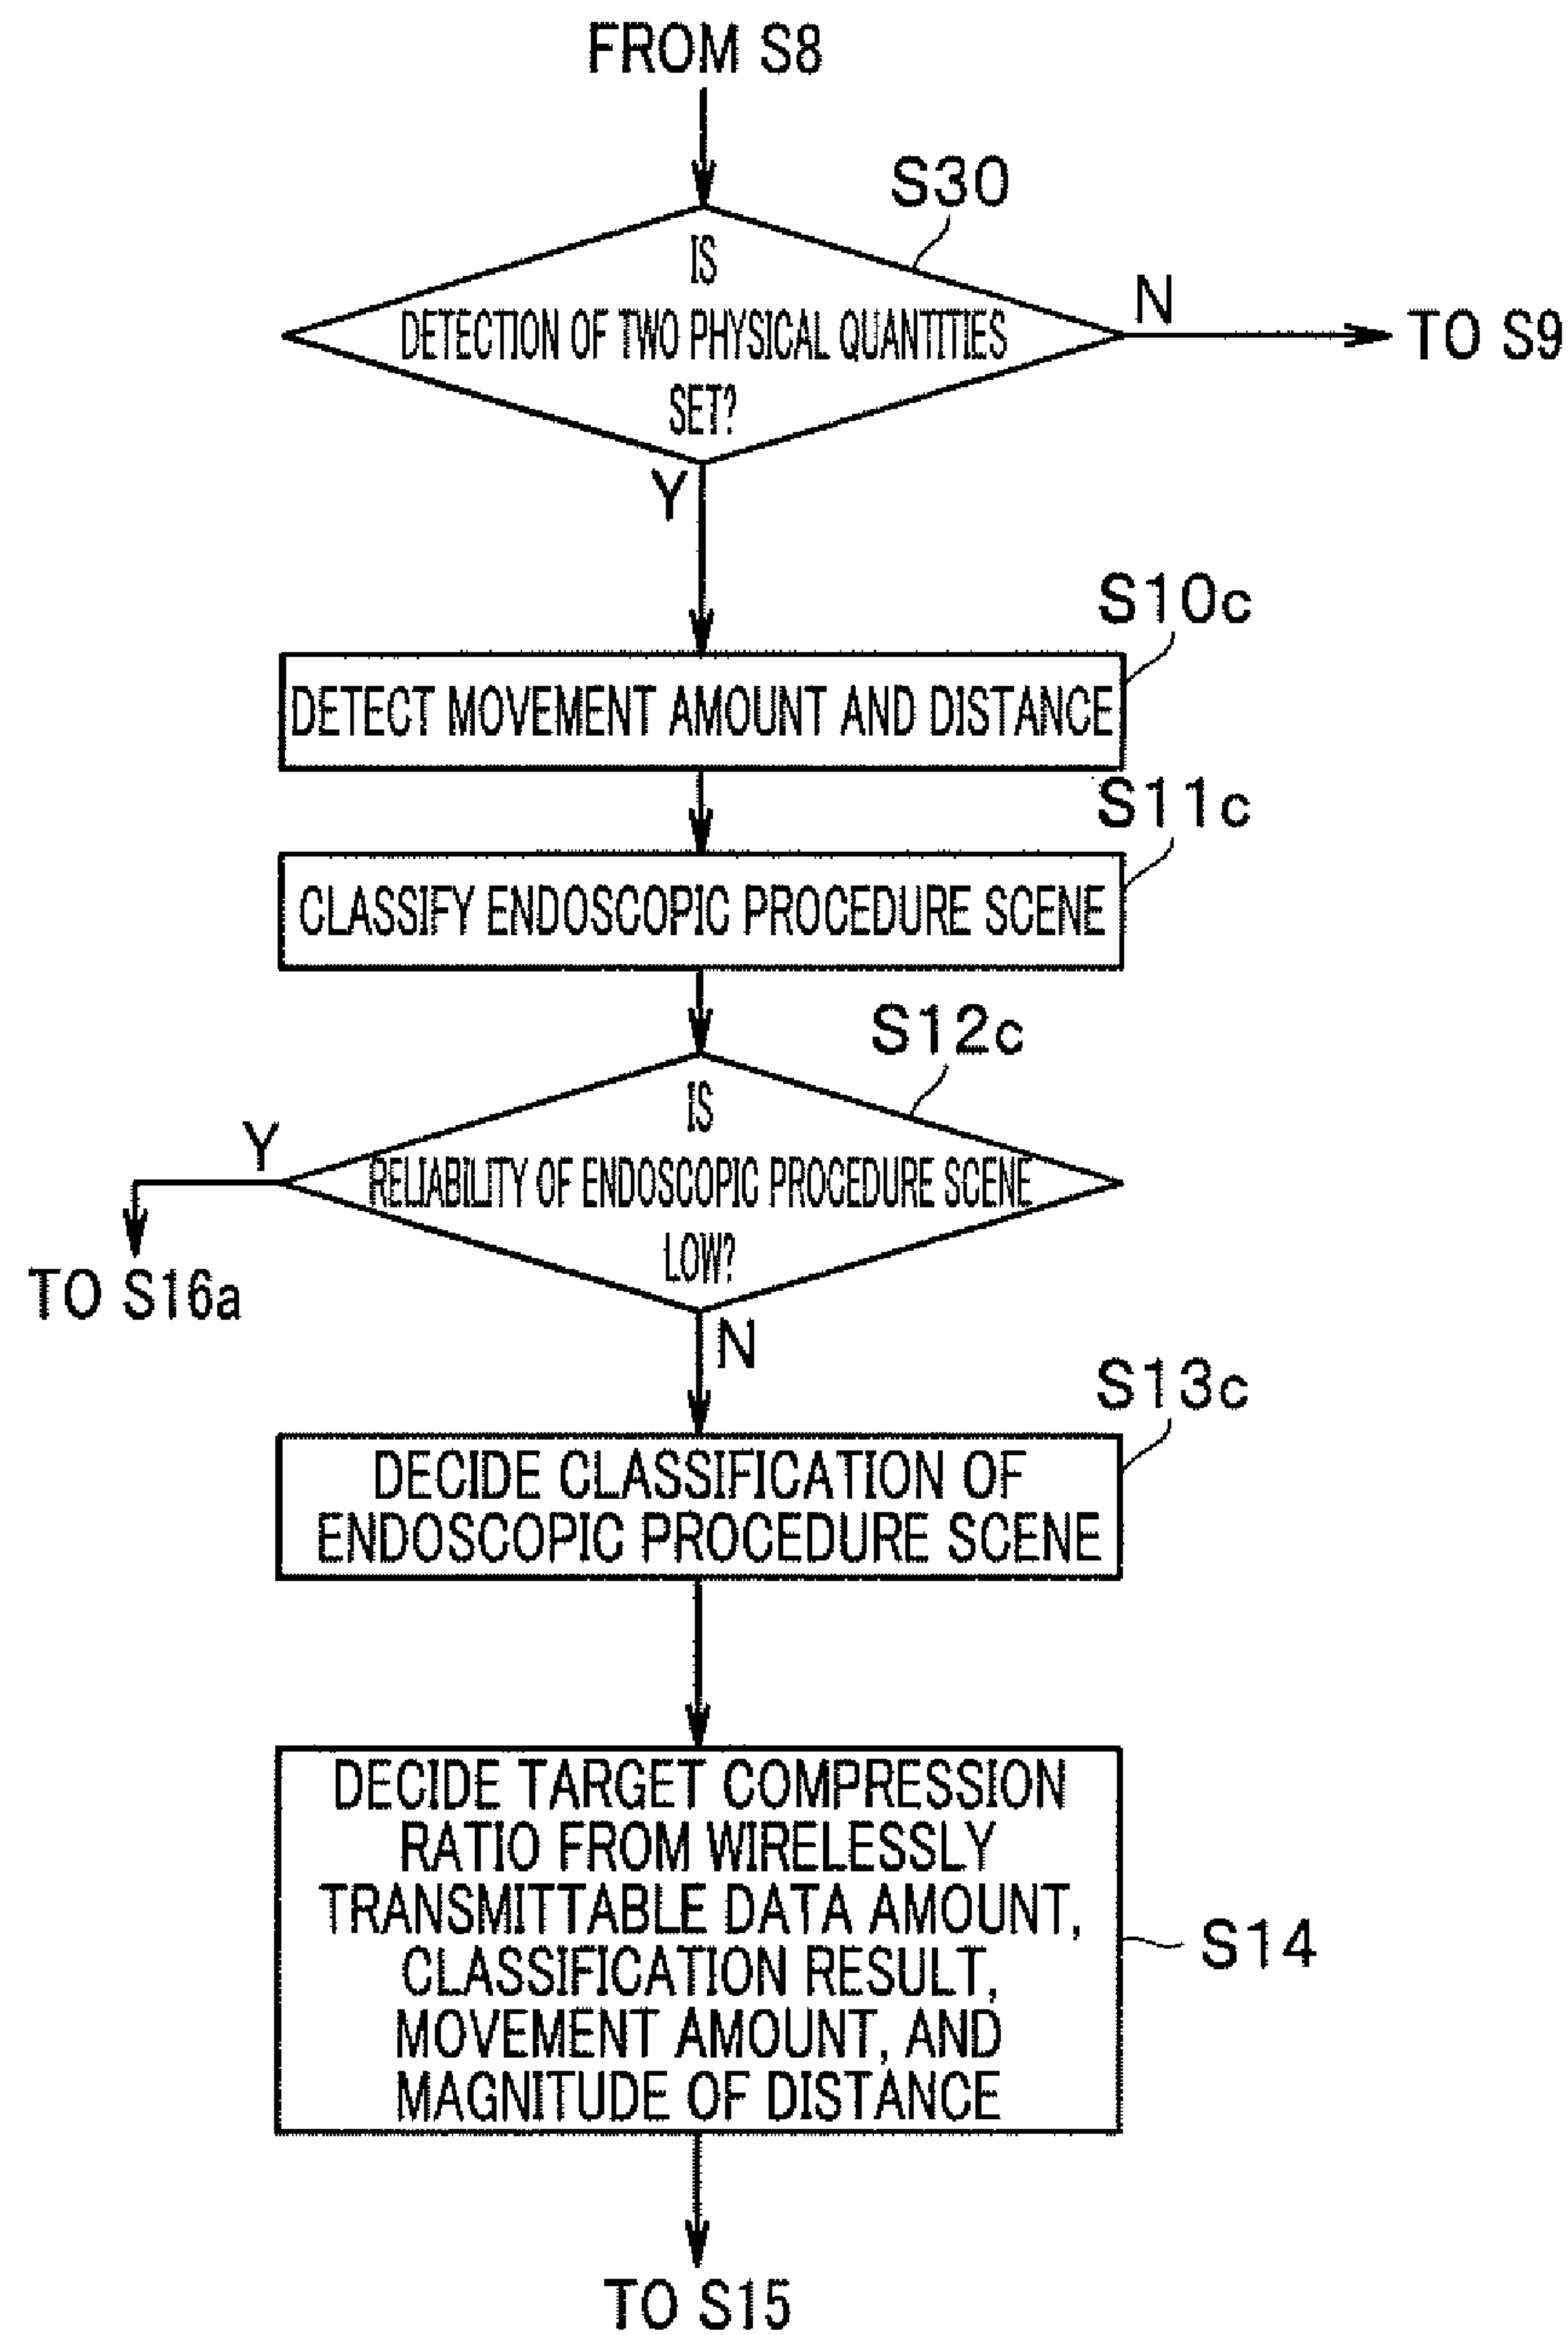 FROM S8
S30
IS
DETECTION OF TWO PHYSICAL QUANTITIES
SET?
N
TO S9
Y
S10c
DETECT MOVEMENT AMOUNT AND DISTANCE
S11c
CLASSIFY ENDOSCOPIC PROCEDURE SCENE
S12c
IS
RELIABILITY OF ENDOSCOPIC PROCEDURE SCENE
LOW?
Y
TO S16a
N
S13c
DECIDE CLASSIFICATION OF
ENDOSCOPIC PROCEDURE SCENE
DECIDE TARGET COMPRESSION
RATIO FROM WIRELESSLY
TRANSMITTABLE DATA AMOUNT,
CLASSIFICATION RESULT,
MOVEMENT AMOUNT, AND
MAGNITUDE OF DISTANCE
S14
TO S15